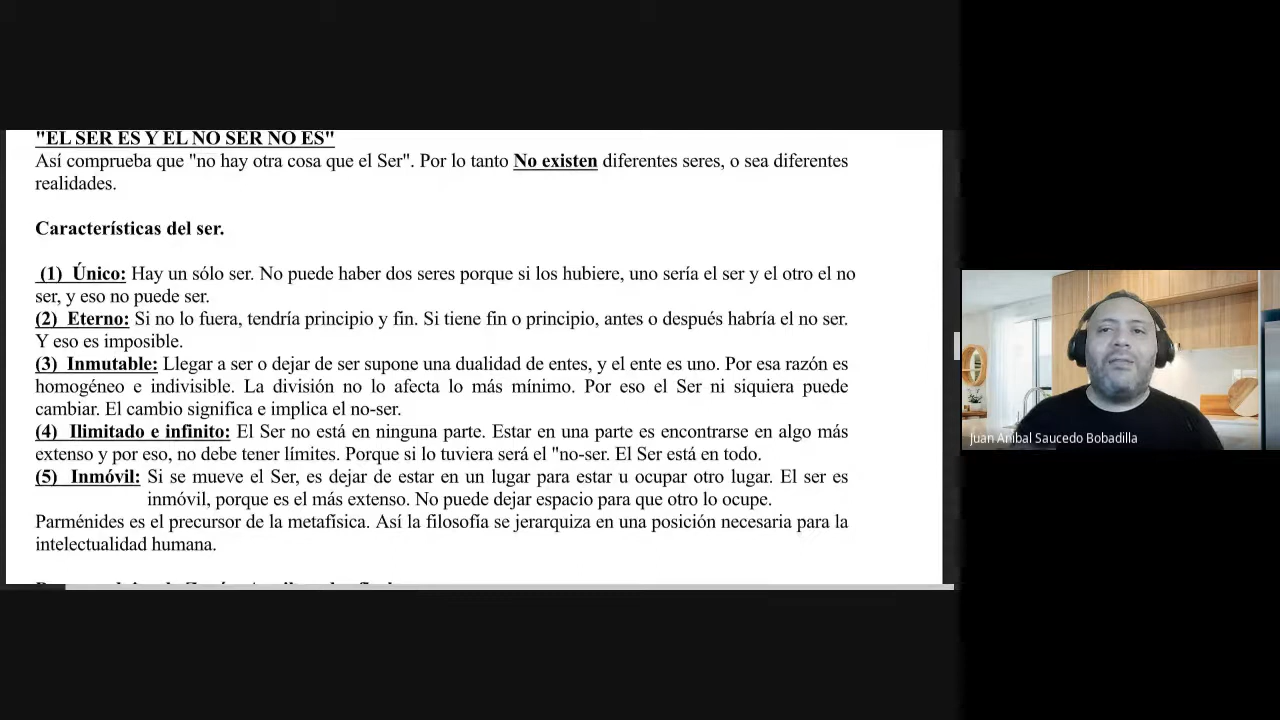 "EL SER ES Y EL NO SER NO ES"
Así comprueba que "no hay otra cosa que el Ser". Por lo tanto No existen diferentes seres, o sea diferentes
realidades.
Características del ser.
(1) Único: Hay un sólo ser. No puede haber dos seres porque si los hubiere, uno sería el ser y el otro el no
ser, y eso no puede ser.
(2) Eterno: Si no lo fuera, tendría principio y fin. Si tiene fin o principio, antes o después habría el no ser.
Y eso es imposible.
(3) Inmutable: Llegar a ser o dejar de ser supone una dualidad de entes, y el ente es uno. Por esa razón es
homogéneo e indivisible. La división no lo afecta lo más mínimo. Por eso el Ser ni siquiera puede
cambiar. El cambio significa e implica el no-ser.
(4) Ilimitado e infinito: El Ser no está en ninguna parte. Estar en una parte es encontrarse en algo más
extenso y por eso, no debe tener límites. Porque si lo tuviera será el "no-ser. El Ser está en todo.
(5) Inmóvil: Si se mueve el Ser, es dejar de estar en un lugar para estar u ocupar otro lugar. El ser es
inmóvil, porque es el más extenso. No puede dejar espacio para que otro lo ocupe.
Parménides es el precursor de la metafísica. Así la filosofía se jerarquiza en una posición necesaria para la
intelectualidad humana.
Juan Anibal Saucedo Bobadilla